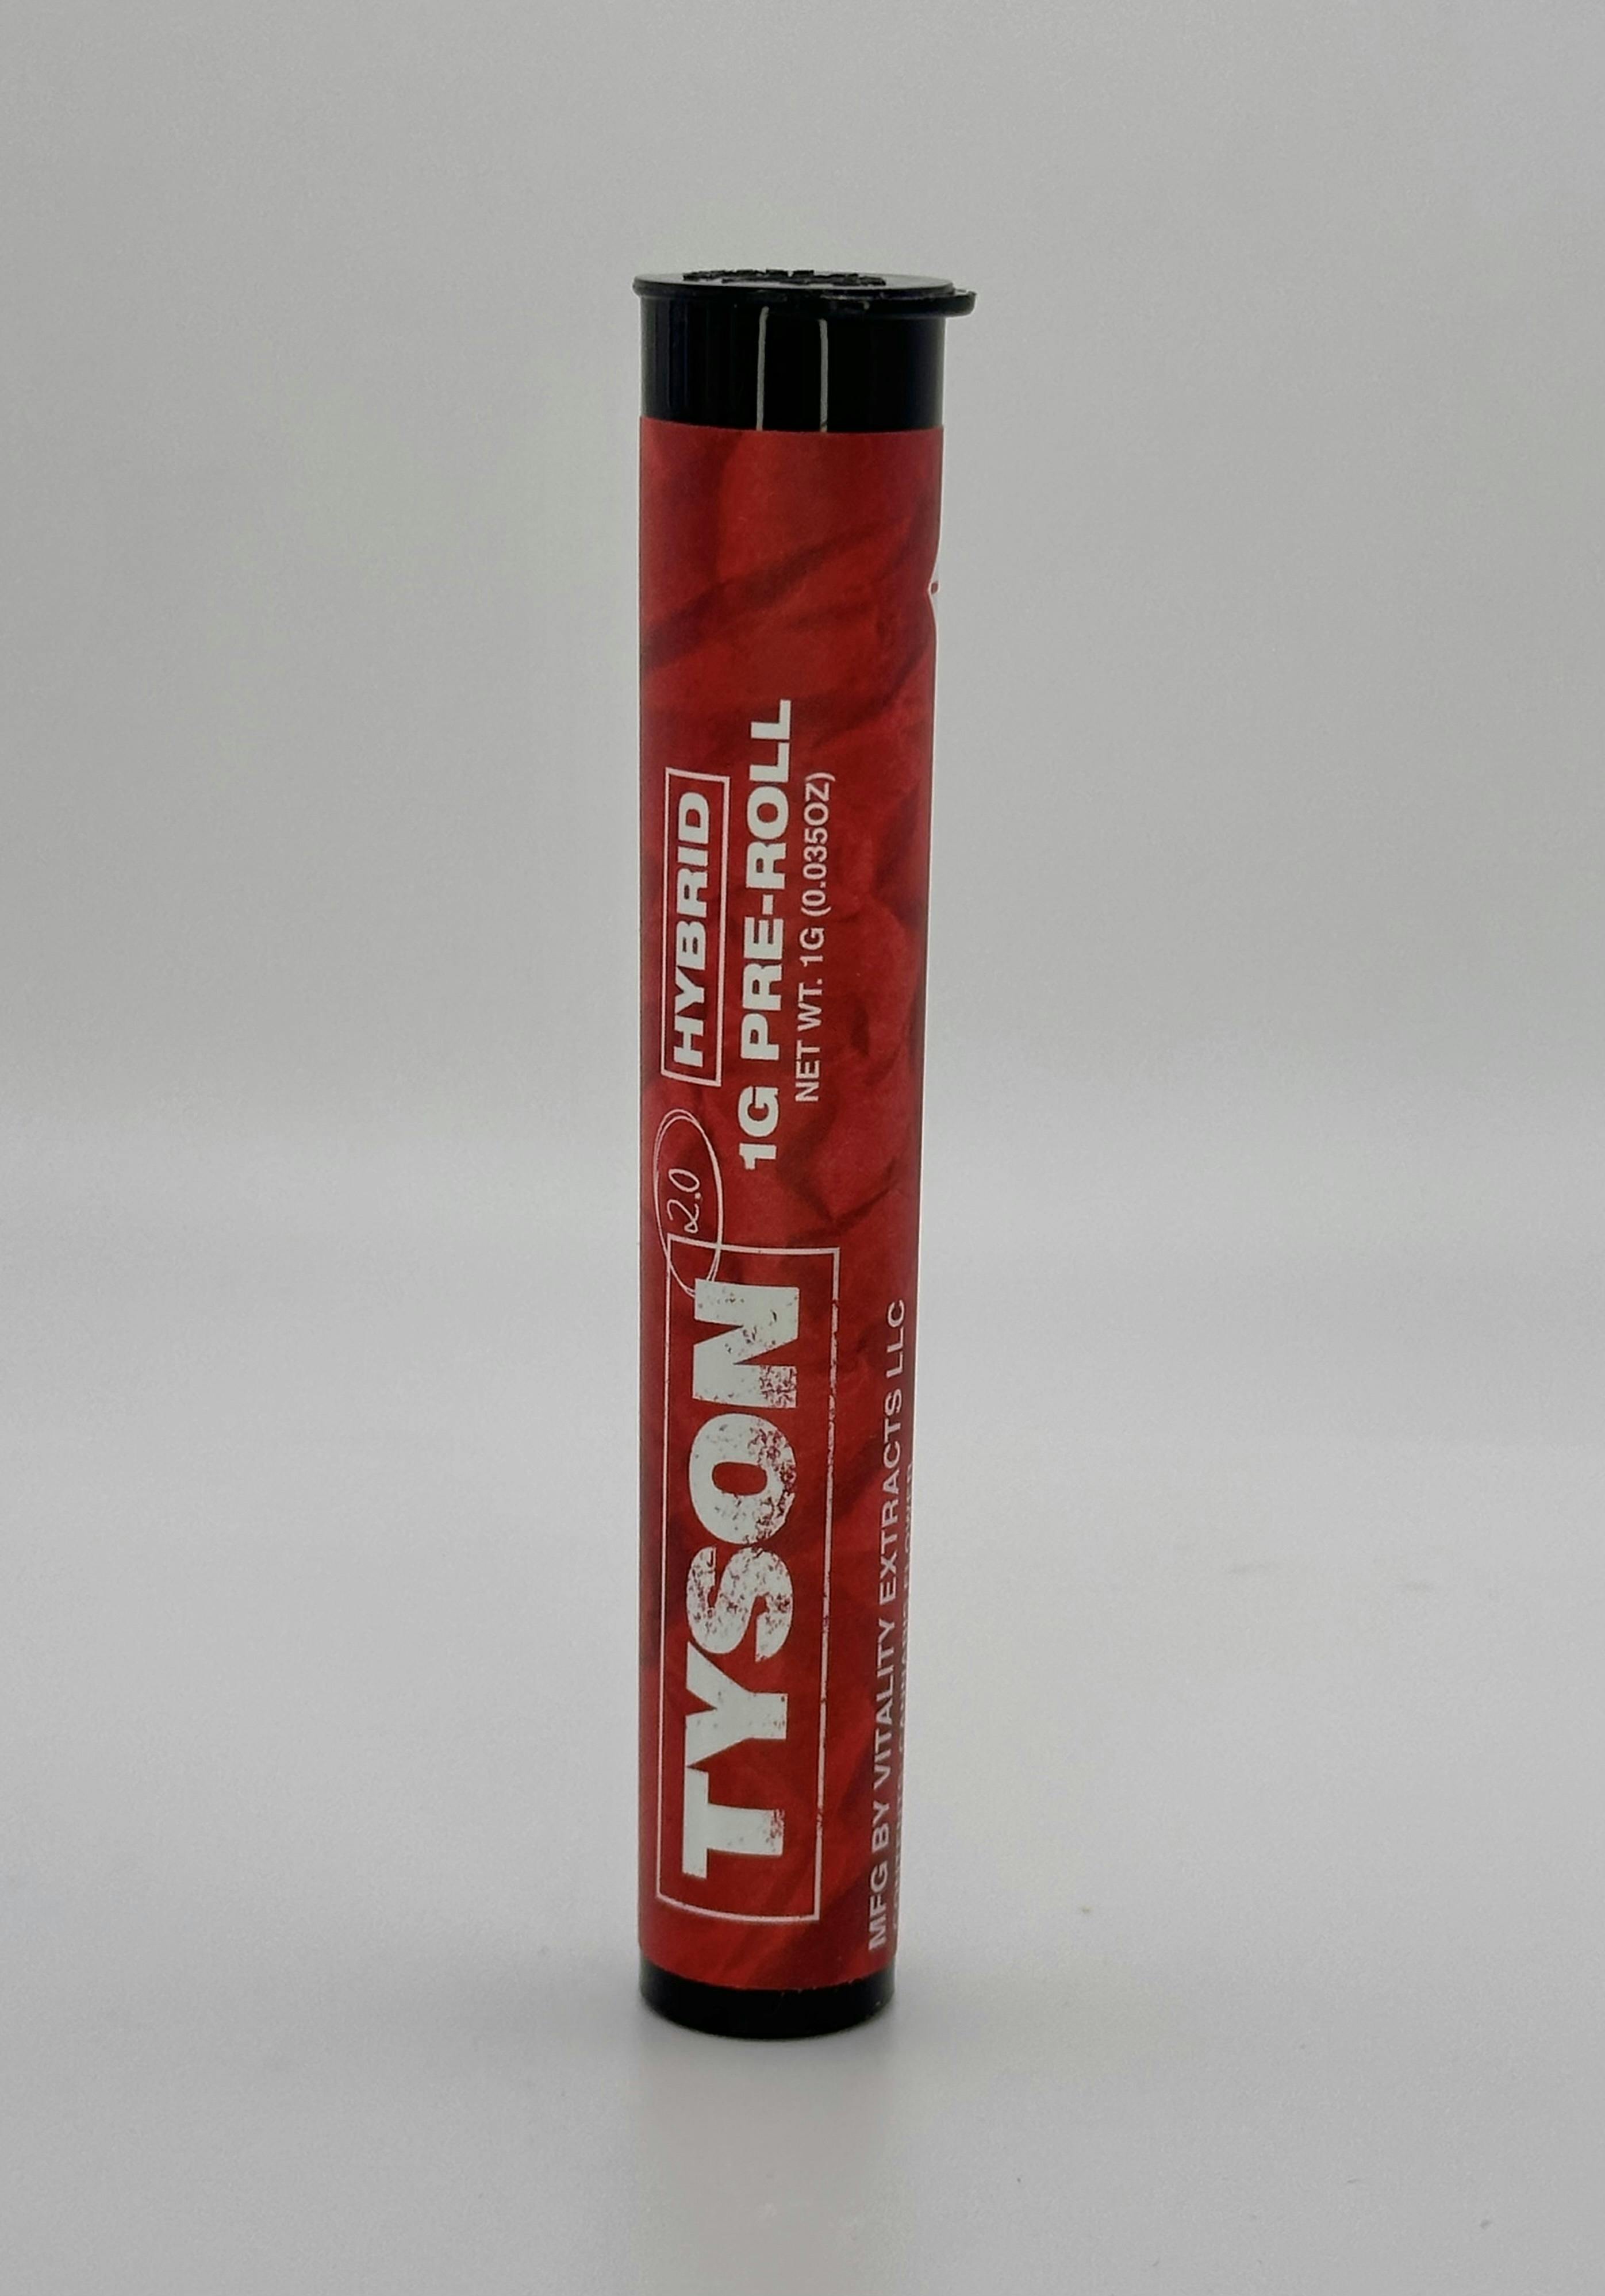 TYSON
2.0
HYBRID
1G PRE-ROLL
NET WT. 1G (0.035OZ)
MFG BY VITALITY EXTRACTS LLC